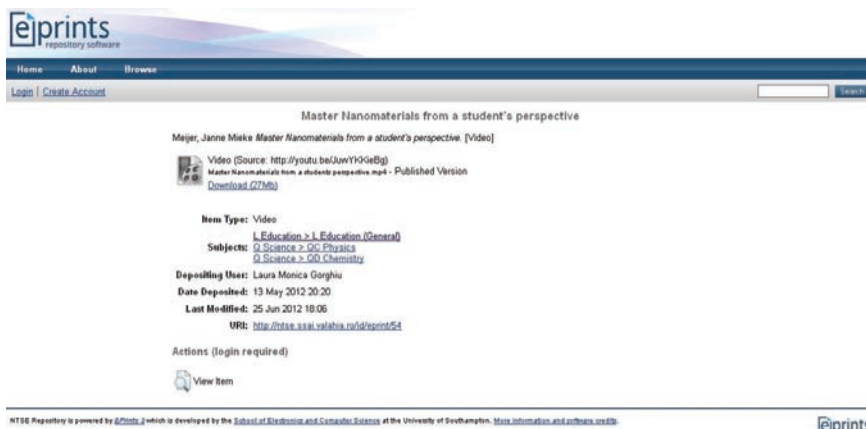 eprints
repository software
Home About Browse
Login | Create Account
Search
Master Nanomaterials from a student's perspective
Meijer, Janne Mieke Master Nanomaterials from a student's perspective. [Video]
Video (Source: http://youtu.be/JuwYKKieBg)
Master Nanomaterials from a students perspective.mp4 - Published Version
Download (27Mb)
Item Type: Video
L Education > L Education (General)
Subjects: Q Science > QC Physics
Q Science > QD Chemistry
Depositing User: Laura Monica Gorghiu
Date Deposited: 13 May 2012 20:20
Last Modified: 25 Jun 2012 18:06
URI: http://ntse.ssai.valahia.ro/id/eprint/54
Actions (login required)
View Item
NTSE Repository is powered by EPrints 3 which is developed by the School of Electronics and Computer Science at the University of Southampton. More information and software credits.
eprint